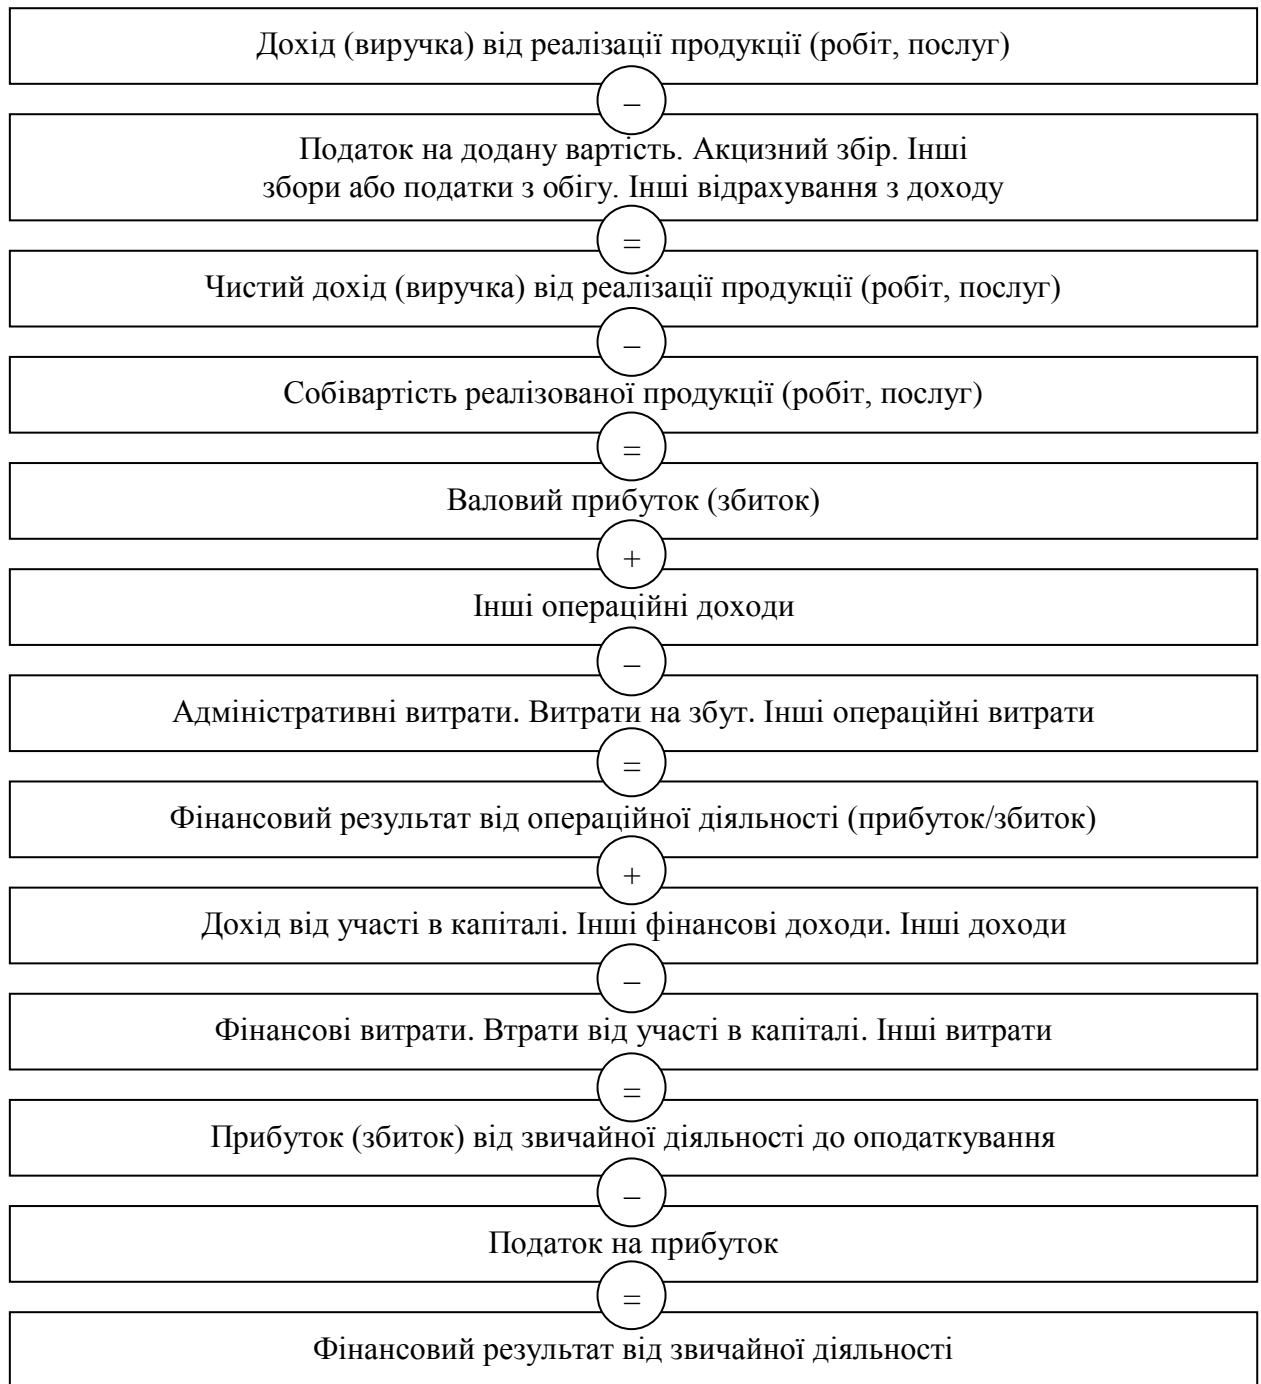 Дохід (виручка) від реалізації продукції (робіт, послуг)
–
Податок на додану вартість. Акцизний збір. Інші
збори або податки з обігу. Інші відрахування з доходу
=
Чистий дохід (виручка) від реалізації продукції (робіт, послуг)
–
Собівартість реалізованої продукції (робіт, послуг)
=
Валовий прибуток (збиток)
+
Інші операційні доходи
–
Адміністративні витрати. Витрати на збут. Інші операційні витрати
=
Фінансовий результат від операційної діяльності (прибуток/збиток)
+
Дохід від участі в капіталі. Інші фінансові доходи. Інші доходи
–
Фінансові витрати. Втрати від участі в капіталі. Інші витрати
=
Прибуток (збиток) від звичайної діяльності до оподаткування
–
Податок на прибуток
=
Фінансовий результат від звичайної діяльності